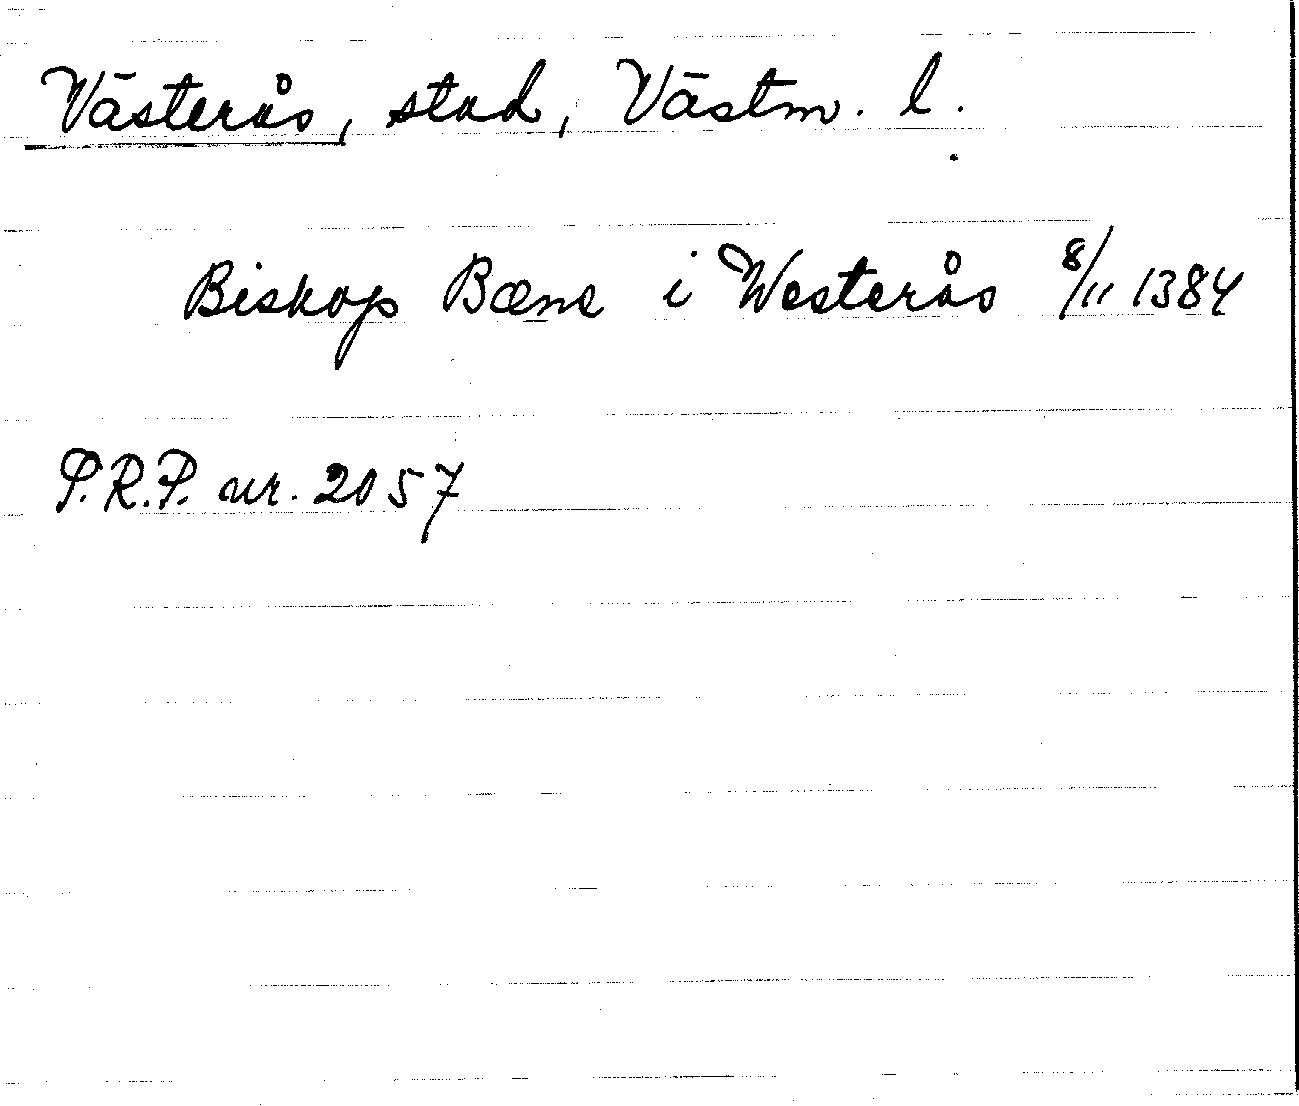 Västerås, stad, Västm. l.
Biskop Bæne i Westerås 8/11 1384
P.R.P. nr. 2057